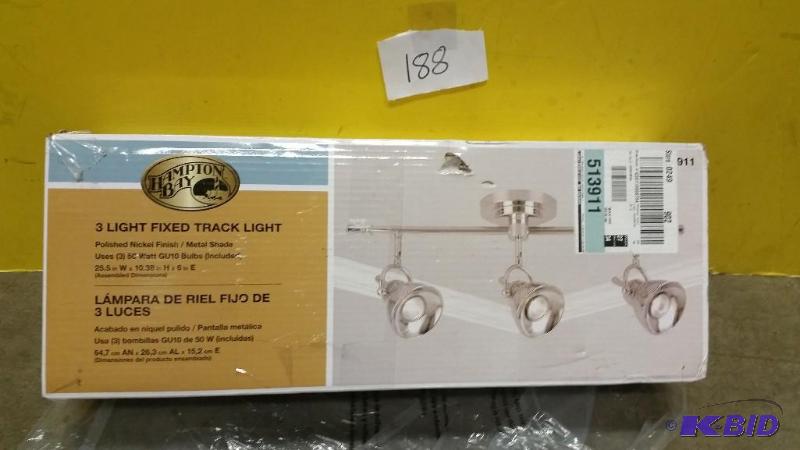 188
HAMPTON BAY
3 LIGHT FIXED TRACK LIGHT
Polished Nickel Finish / Metal Shade
Uses (3) 50 Watt GU10 Bulbs (Included)
25.5 in W x 10.38 in H x 6 in E
(Assembled Dimensions)
LÁMPARA DE RIEL FIJO DE
3 LUCES
Acabado en níquel pulido / Pantalla metálica
Usa (3) bombillas GU10 de 50 W (incluidas)
64,7 cm AN x 26,3 cm AL x 15,2 cm E
(Dimensiones del producto ensamblado)
513911
Str# 0249
902
911
© K-BID